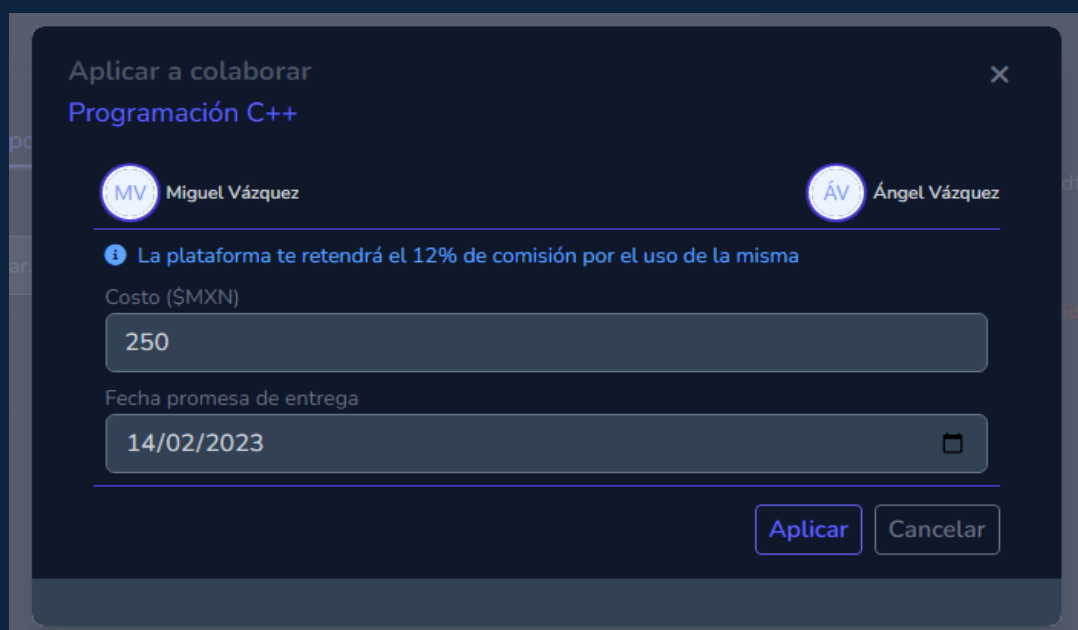 Aplicar a colaborar
×
Programación C++
MV Miguel Vázquez
ÁV Ángel Vázquez
La plataforma te retendrá el 12% de comisión por el uso de la misma
Costo ($MXN)
250
Fecha promesa de entrega
14/02/2023
Aplicar
Cancelar